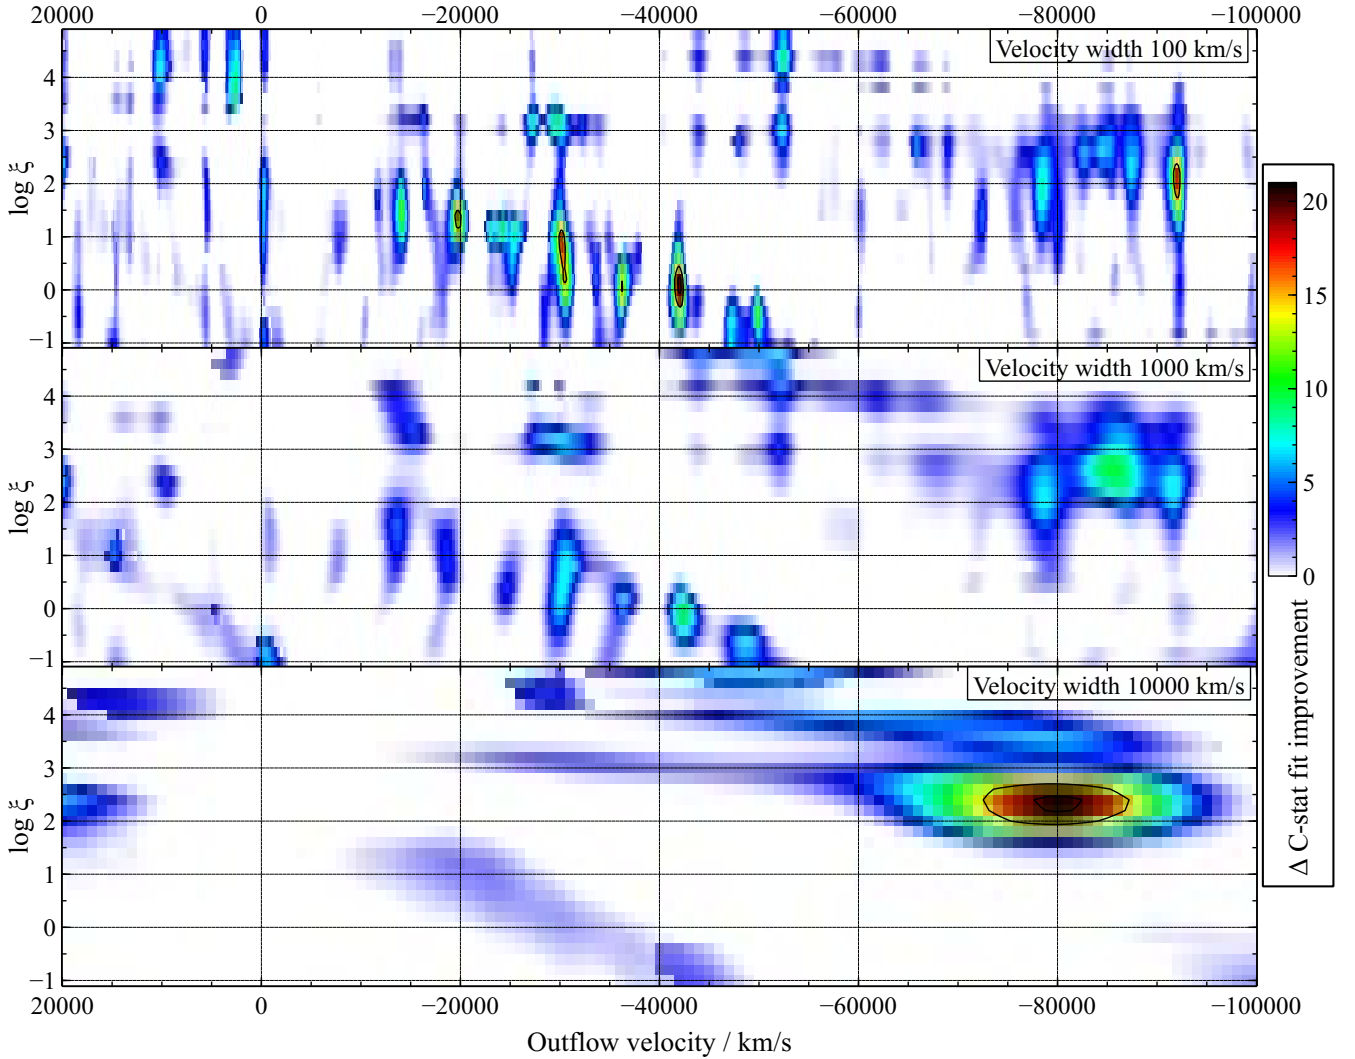 20000 0 −20000 −40000 −60000 −80000 −100000
Velocity width 100 km/s
4
3
2
1
0
−1
log ξ
Velocity width 1000 km/s
4
3
2
1
0
−1
log ξ
Velocity width 10000 km/s
4
3
2
1
0
−1
log ξ
20000 0 −20000 −40000 −60000 −80000 −100000
Outflow velocity / km/s
20
15
10
5
0
Δ C-stat fit improvement